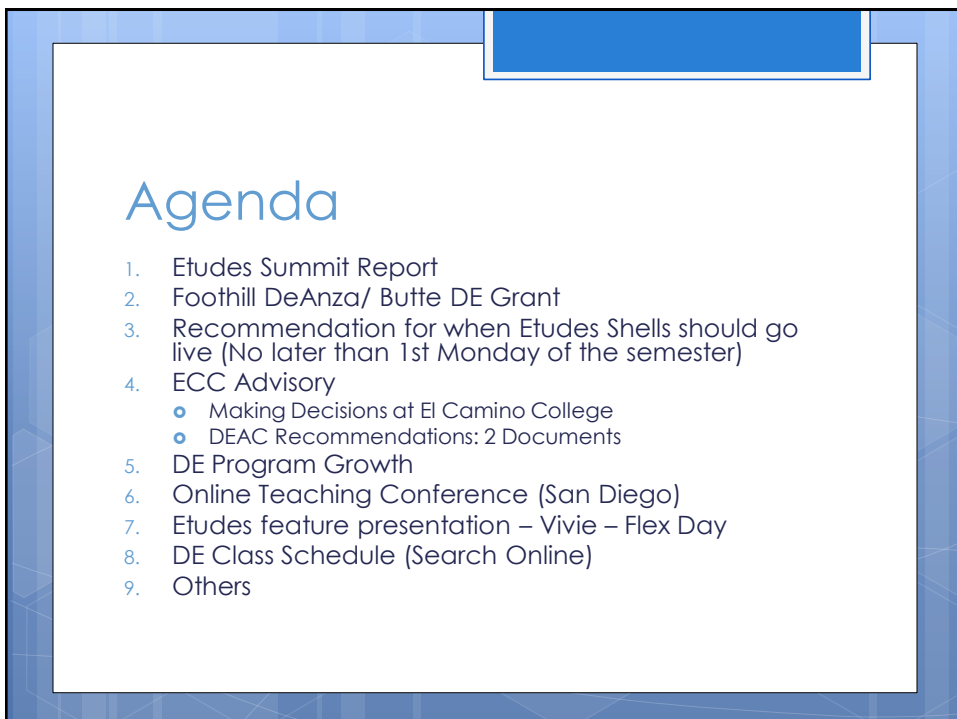 Agenda
1. Etudes Summit Report
2. Foothill DeAnza/ Butte DE Grant
3. Recommendation for when Etudes Shells should go
live (No later than 1st Monday of the semester)
4. ECC Advisory
Making Decisions at El Camino College
DEAC Recommendations: 2 Documents
5. DE Program Growth
6. Online Teaching Conference (San Diego)
7. Etudes feature presentation – Vivie – Flex Day
8. DE Class Schedule (Search Online)
9. Others